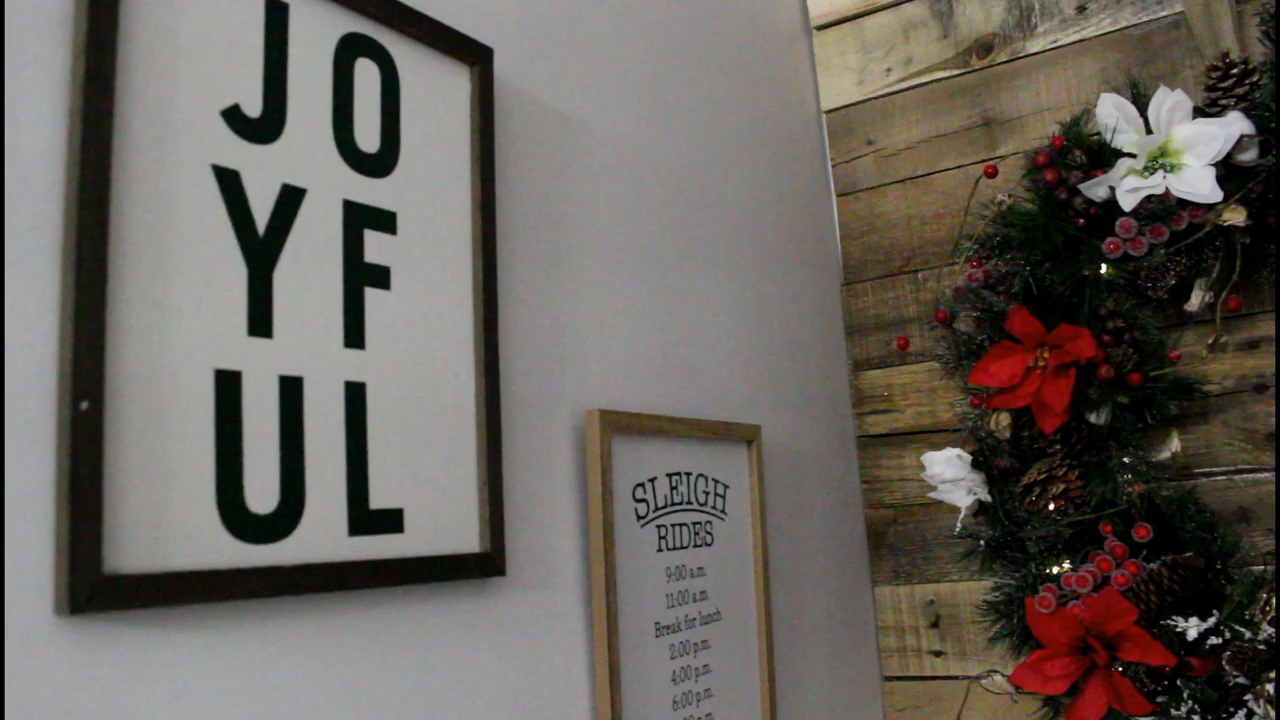 JO
YF
UL
SLEIGH
RIDES
9:00 a.m.
11:00 a.m.
Break for lunch
2:00 p.m.
4:00 p.m.
6:00 p.m.
p.m.